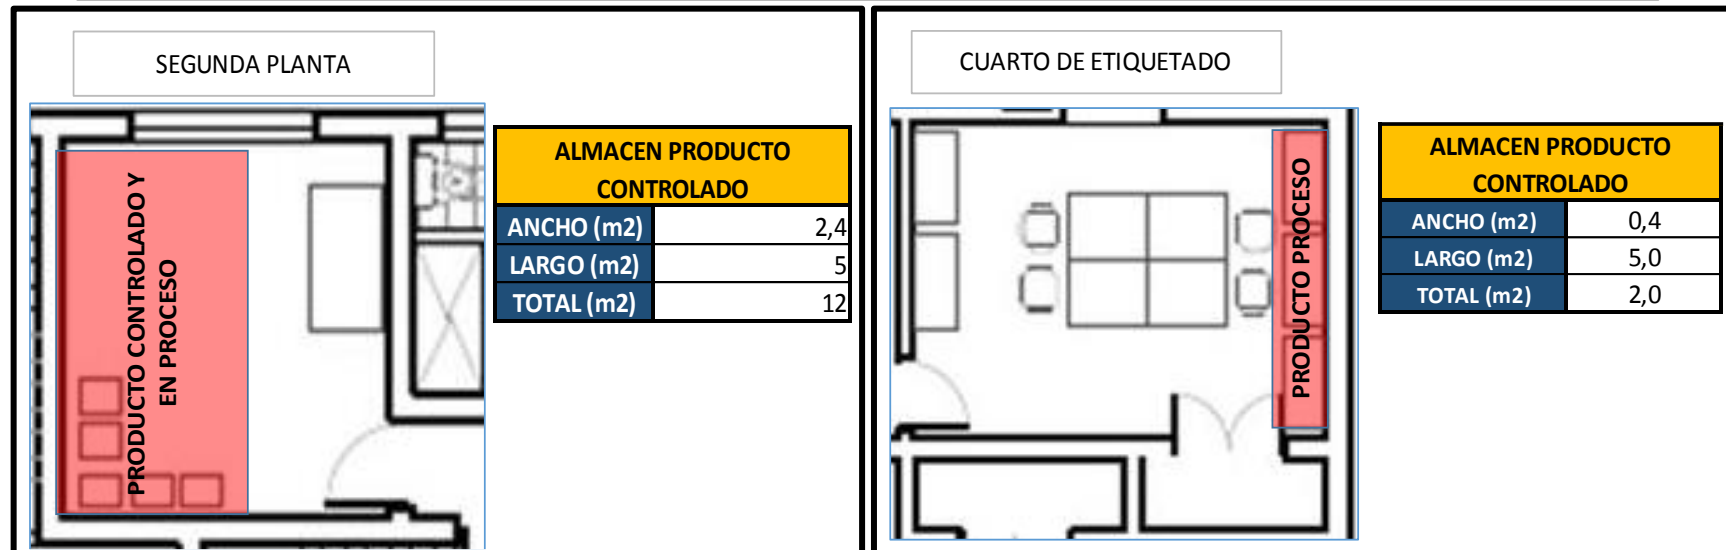 SEGUNDA PLANTA
PRODUCTO CONTROLADO Y
EN PROCESO
ALMACEN PRODUCTO
CONTROLADO
ANCHO (m2) 2,4
LARGO (m2) 5
TOTAL (m2) 12
CUARTO DE ETIQUETADO
PRODUCTO PROCESO
ALMACEN PRODUCTO
CONTROLADO
ANCHO (m2) 0,4
LARGO (m2) 5,0
TOTAL (m2) 2,0